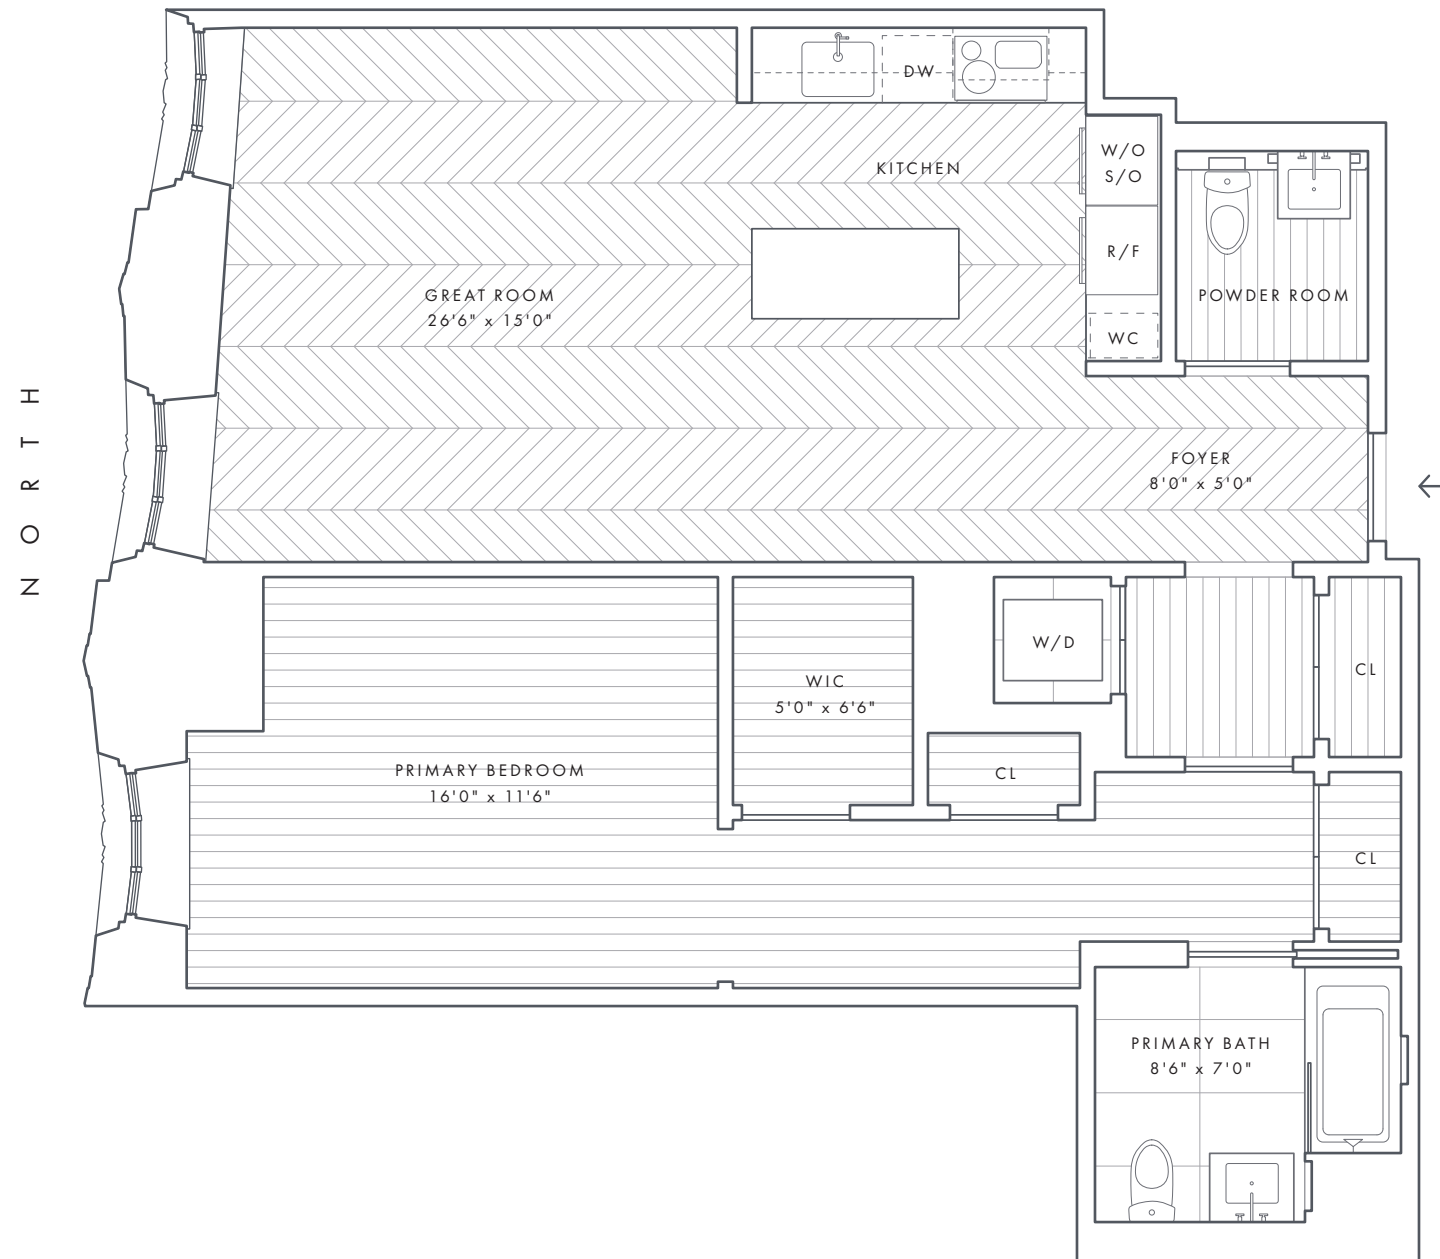 DW
KITCHEN
W/O
S/O
R/F
WC
POWDER ROOM
GREAT ROOM
26'6" x 15'0"
NORTH
FOYER
8'0" x 5'0"
W/D
CL
WIC
5'0" x 6'6"
PRIMARY BEDROOM
16'0" x 11'6"
CL
CL
PRIMARY BATH
8'6" x 7'0"